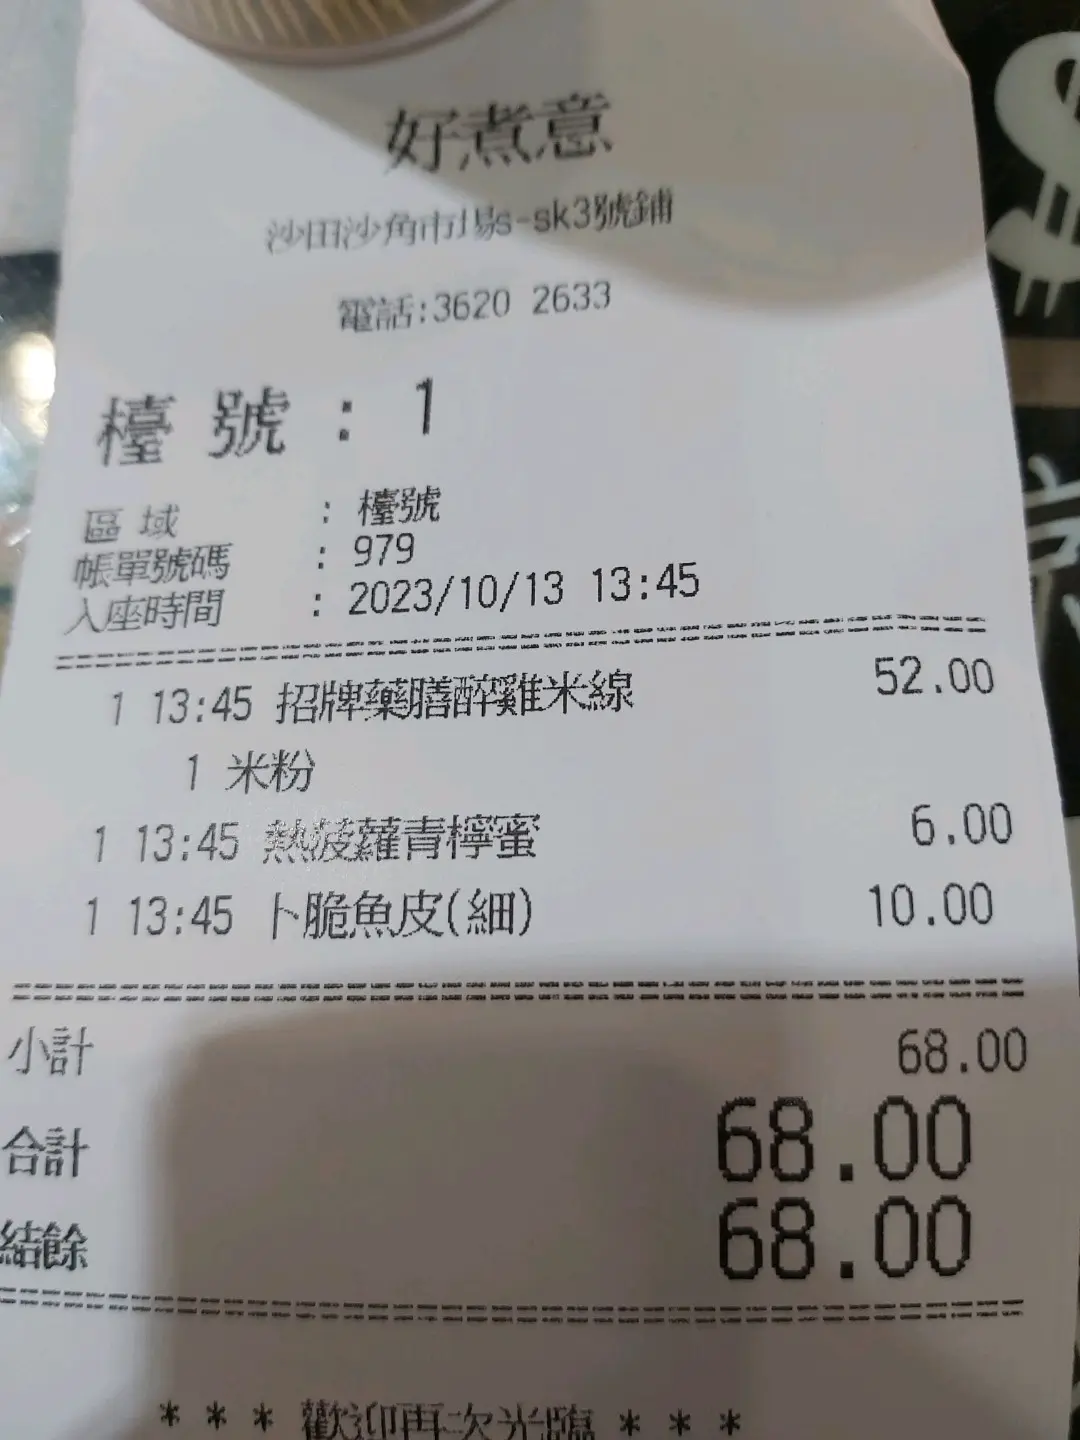 好煮意
沙田沙角市場s-sk3號鋪
電話:3620 2633
檯號 : 1
區域 : 檯號
帳單號碼 : 979
入座時間 : 2023/10/13 13:45
1 13:45 招牌藥膳醉雞米線 52.00
1 米粉
1 13:45 熱菠蘿青檸蜜 6.00
1 13:45 卜脆魚皮(細) 10.00
小計 68.00
合計 68.00
結餘 68.00
* * * 歡迎再次光臨 * * *